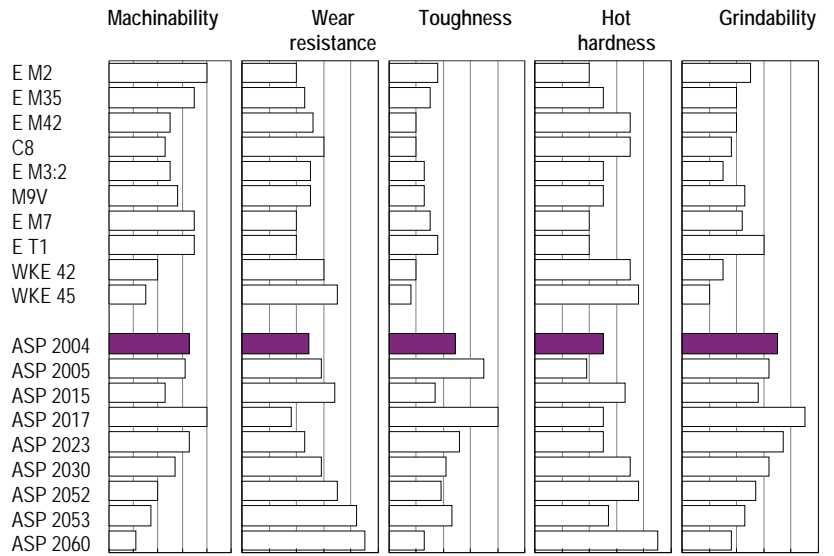 Machinability
Wear
resistance
Toughness
Hot
hardness
Grindability
E M2
E M35
E M42
C8
E M3:2
M9V
E M7
E T1
WKE 42
WKE 45
ASP 2004
ASP 2005
ASP 2015
ASP 2017
ASP 2023
ASP 2030
ASP 2052
ASP 2053
ASP 2060